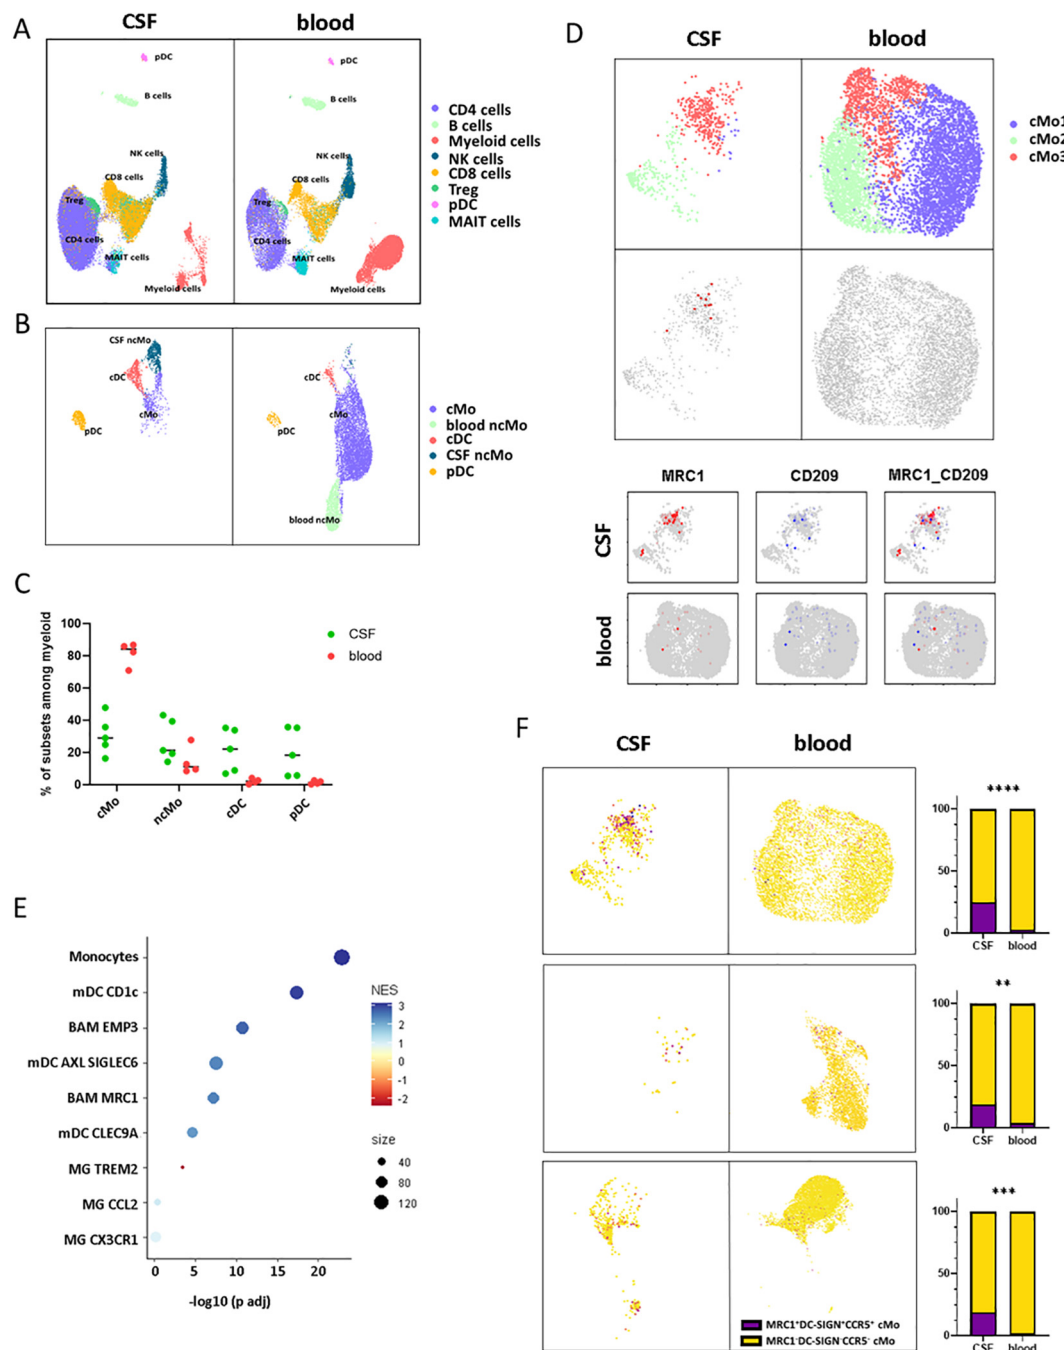 A
CSF
blood
pDC
B cells
NK cells
CD8 cells
Treg
CD4 cells
MAIT cells
Myeloid cells
pDC
B cells
NK cells
CD8 cells
Treg
CD4 cells
MAIT cells
Myeloid cells
CD4 cells
B cells
Myeloid cells
NK cells
CD8 cells
Treg
pDC
MAIT cells
B
CSF ncMo
cDC
cMo
pDC
cDC
cMo
pDC
blood ncMo
cMo
blood ncMo
cDC
CSF ncMo
pDC
C
% of subsets among myeloid
100
80
60
40
20
0
cMo
ncMo
cDC
pDC
CSF
blood
D
CSF
blood
cMo1
cMo2
cMo3
MRC1
CD209
MRC1_CD209
CSF
blood
E
Monocytes
mDC CD1c
BAM EMP3
mDC AXL SIGLEC6
BAM MRC1
mDC CLEC9A
MG TREM2
MG CCL2
MG CX3CR1
0
5
10
15
20
-log10 (p adj)
NES
3
2
1
0
-1
-2
size
40
80
120
F
CSF
blood
****
100
50
0
CSF
blood
**
100
50
0
CSF
blood
***
100
50
0
CSF
blood
MRC1⁺DC-SIGN⁺CCR5⁺ cMo
MRC1⁻DC-SIGN⁻CCR5⁻ cMo